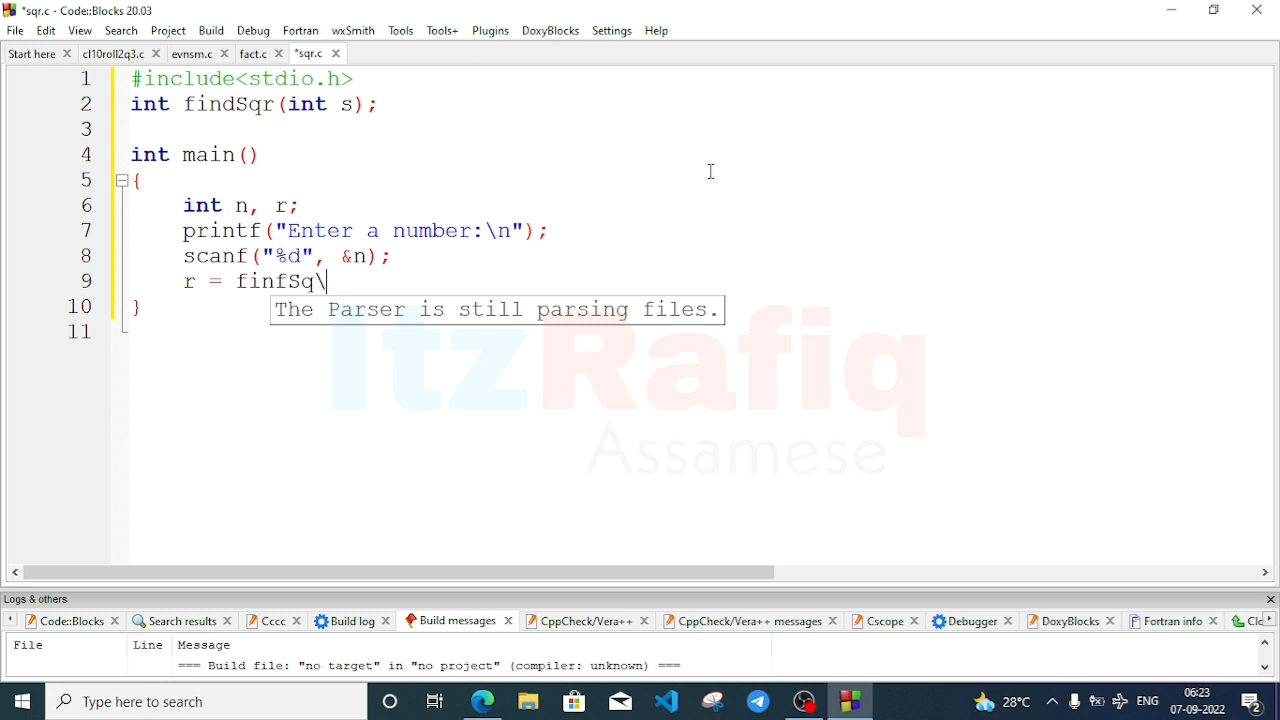 *sqr.c - Code::Blocks 20.03
File Edit View Search Project Build Debug Fortran wxSmith Tools Tools+ Plugins DoxyBlocks Settings Help
Start here cl10roll2q3.c evnsm.c fact.c *sqr.c
1 #include<stdio.h>
2 int findSqr(int s);
3
4 int main()
5 {
6 int n, r;
7 printf("Enter a number:\n");
8 scanf("%d", &n);
9 r = finfSq\
10 }
The Parser is still parsing files.
11
ItzRafiq
Assamese
Logs & others
Code::Blocks Search results Cccc Build log Build messages CppCheck/Vera++ CppCheck/Vera++ messages Cscope Debugger DoxyBlocks Fortran info Clo
File Line Message
=== Build file: "no target" in "no project" (compiler: unknown) ===
Type here to search 28°C ENG 06:23
07-09-2022 2